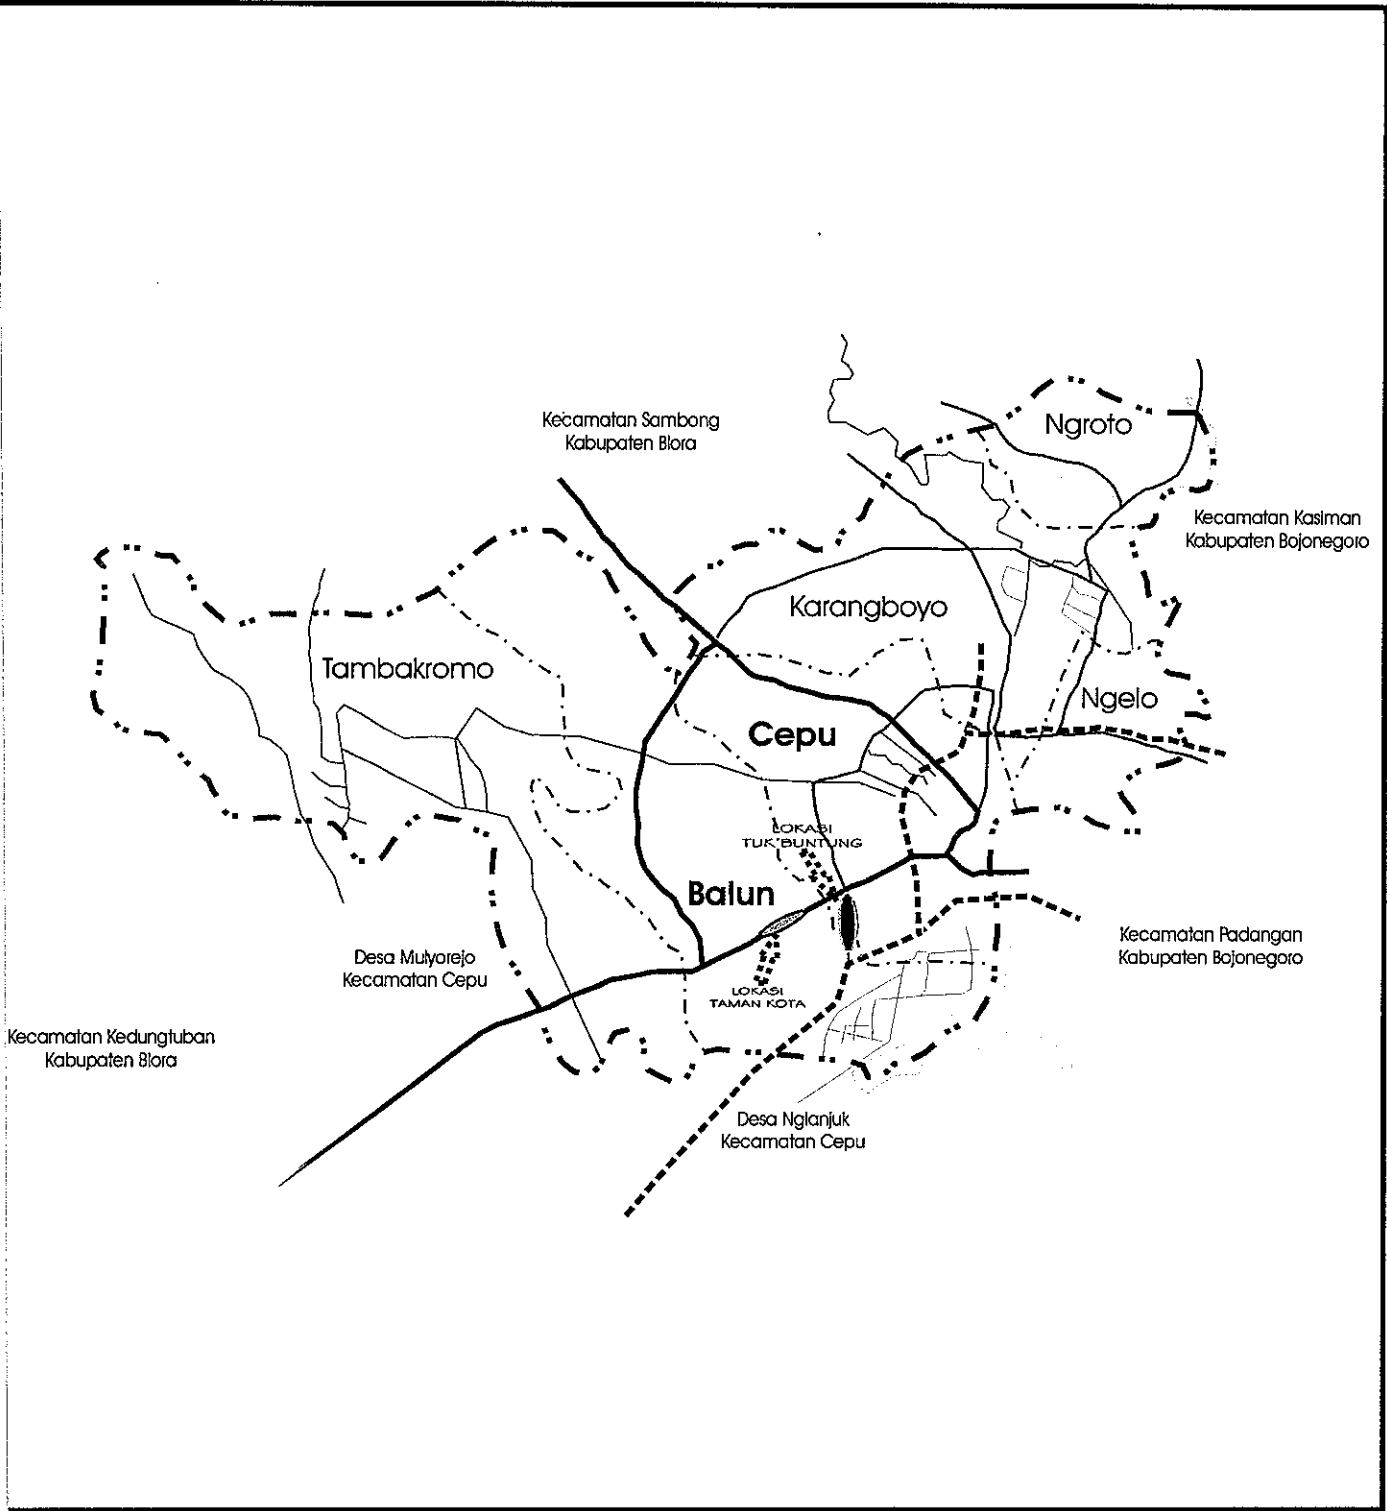 Kecamatan Sambong
Kabupaten Blora
Ngroto
Kecamatan Kasiman
Kabupaten Bojonegoro
Karangboyo
Tambakromo
Ngelo
Cepu
LOKASI
TUK BUNTUNG
Balun
Kecamatan Padangan
Kabupaten Bojonegoro
Desa Mulyorejo
Kecamatan Cepu
LOKASI
TAMAN KOTA
Kecamatan Kedungtuban
Kabupaten Blora
Desa Nglanjuk
Kecamatan Cepu